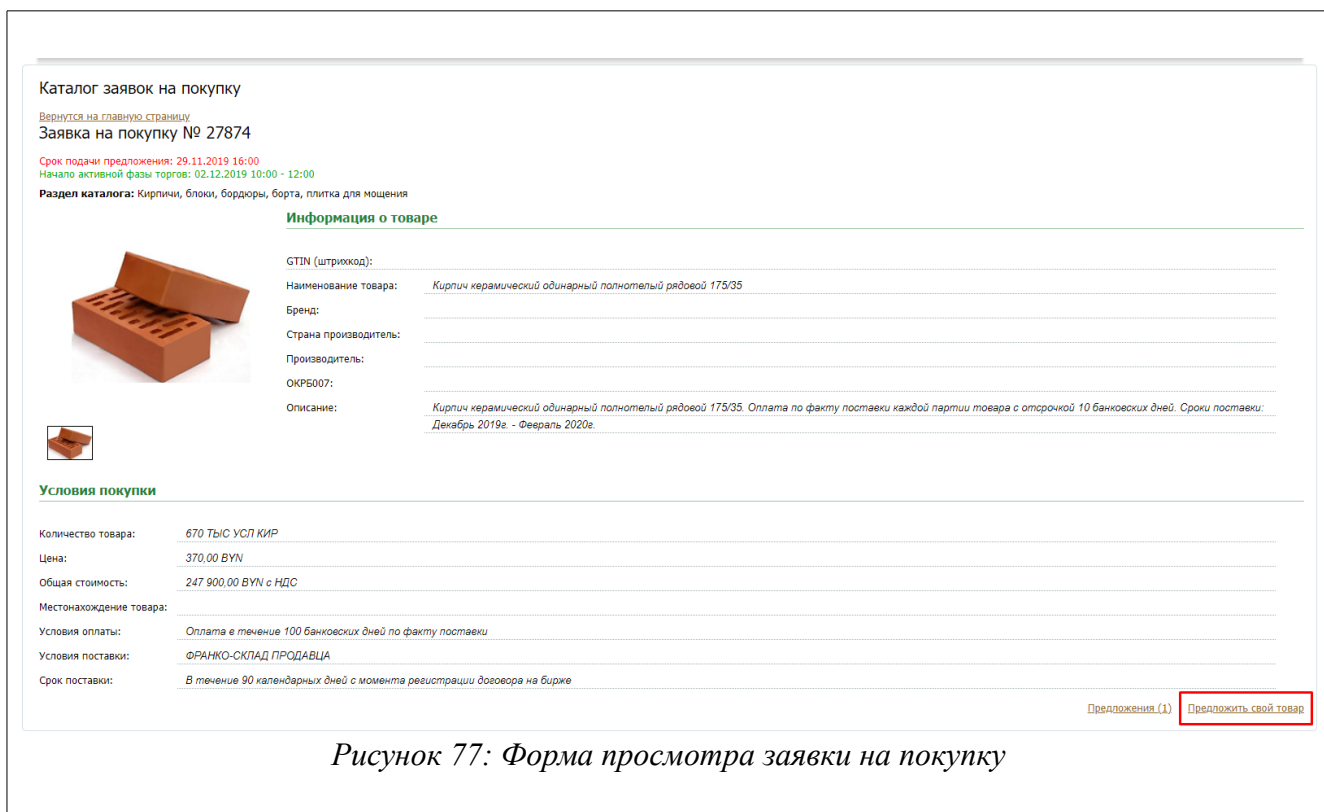 Каталог заявок на покупку
Вернутся на главную страницу
Заявка на покупку № 27874
Срок подачи предложения: 29.11.2019 16:00
Начало активной фазы торгов: 02.12.2019 10:00 - 12:00
Раздел каталога: Кирпичи, блоки, бордюры, борта, плитка для мощения
Информация о товаре
GTIN (штрихкод):
Наименование товара: Кирпич керамический одинарный полнотелый рядовой 175/35
Бренд:
Страна производитель:
Производитель:
ОКРБ007:
Описание: Кирпич керамический одинарный полнотелый рядовой 175/35. Оплата по факту поставки каждой партии товара с отсрочкой 10 банковских дней. Сроки поставки:
Декабрь 2019г. - Февраль 2020г.
Условия покупки
Количество товара: 670 ТЫС УСЛ КИР
Цена: 370,00 BYN
Общая стоимость: 247 900,00 BYN с НДС
Местонахождение товара:
Условия оплаты: Оплата в течение 100 банковских дней по факту поставки
Условия поставки: ФРАНКО-СКЛАД ПРОДАВЦА
Срок поставки: В течение 90 календарных дней с момента регистрации договора на бирже
Предложения (1) Предложить свой товар
Рисунок 77: Форма просмотра заявки на покупку